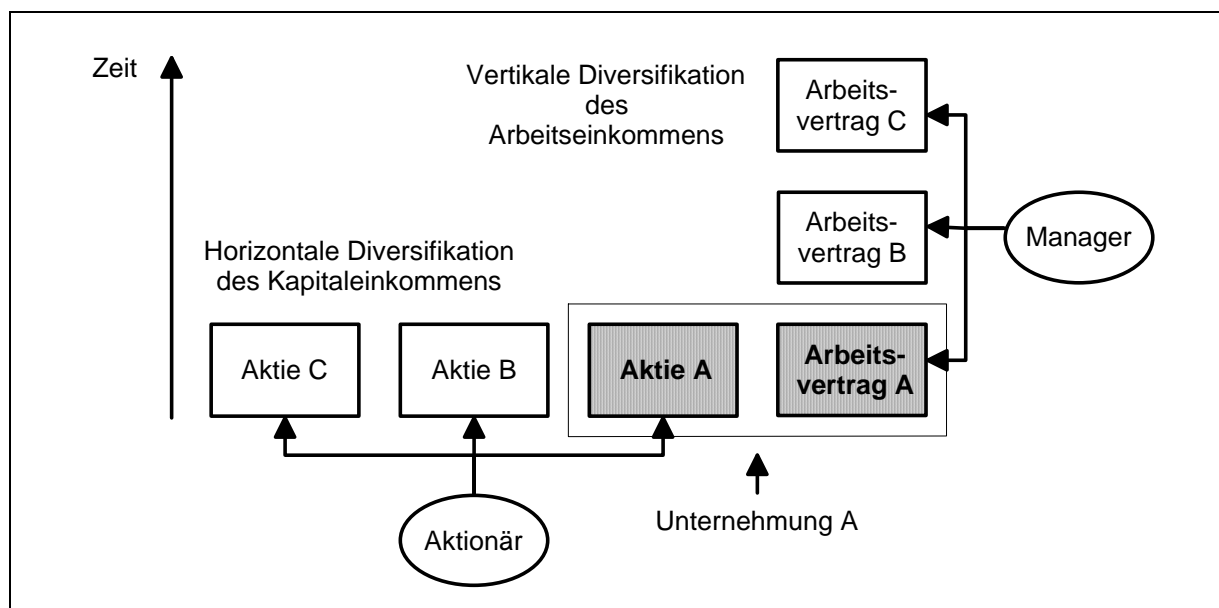 Zeit
Vertikale Diversifikation
des
Arbeitseinkommens
Arbeits-
vertrag C
Arbeits-
vertrag B
Manager
Horizontale Diversifikation
des Kapitaleinkommens
Aktie C
Aktie B
Aktie A
Arbeits-
vertrag A
Aktionär
Unternehmung A